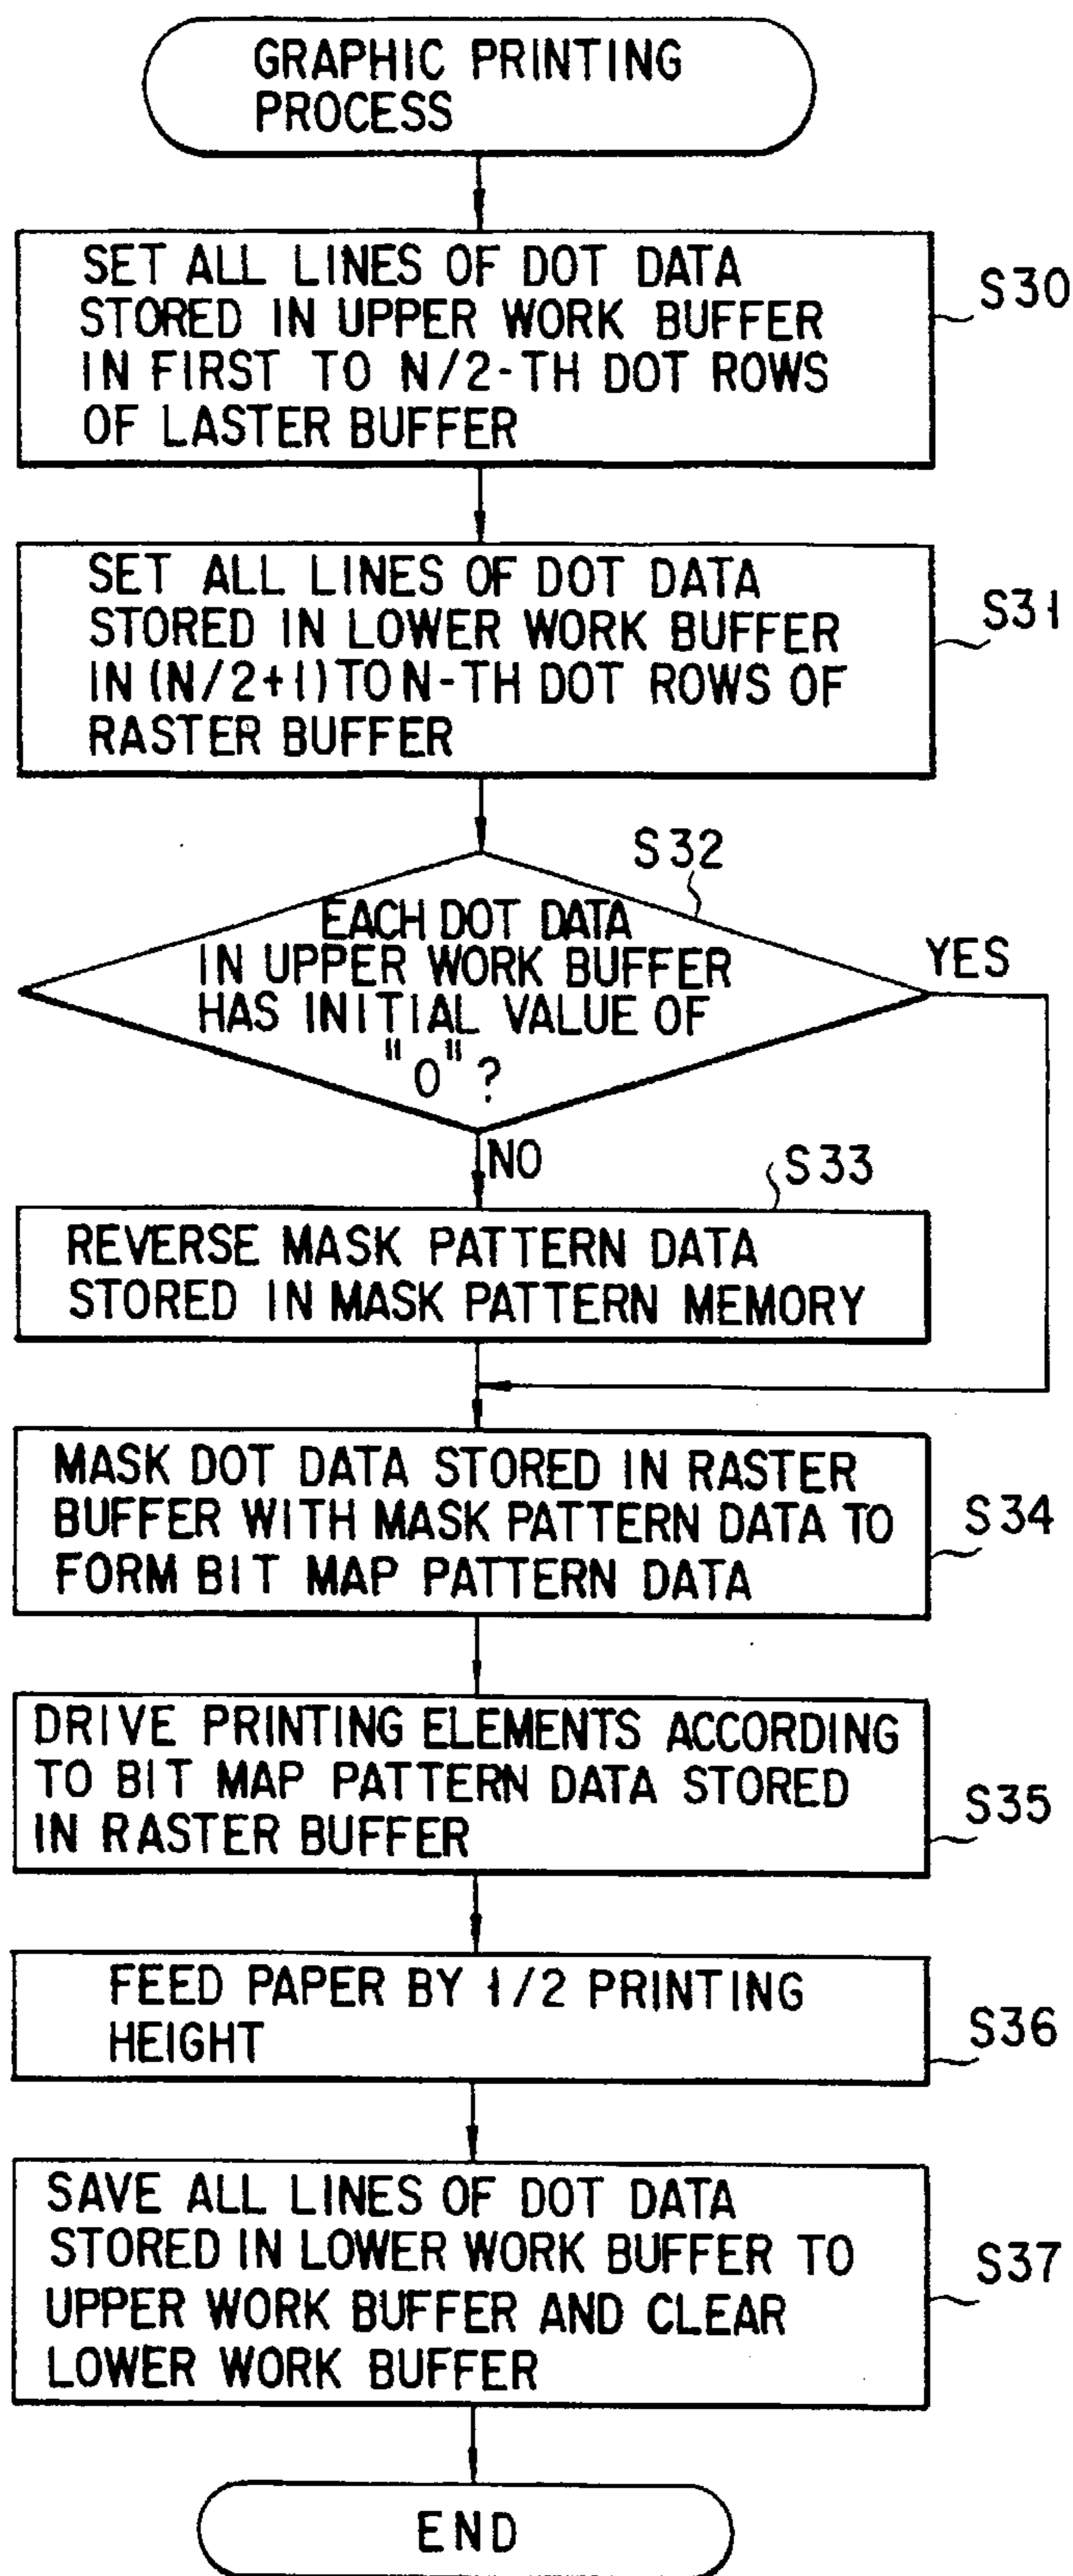 GRAPHIC PRINTING
PROCESS
SET ALL LINES OF DOT DATA
STORED IN UPPER WORK BUFFER
IN FIRST TO N/2-TH DOT ROWS
OF LASTER BUFFER
S30
SET ALL LINES OF DOT DATA
STORED IN LOWER WORK BUFFER
IN (N/2+1) TO N-TH DOT ROWS OF
RASTER BUFFER
S31
S32
EACH DOT DATA
IN UPPER WORK BUFFER
HAS INITIAL VALUE OF
"0"?
YES
NO
S33
REVERSE MASK PATTERN DATA
STORED IN MASK PATTERN MEMORY
MASK DOT DATA STORED IN RASTER
BUFFER WITH MASK PATTERN DATA TO
FORM BIT MAP PATTERN DATA
S34
DRIVE PRINTING ELEMENTS ACCORDING
TO BIT MAP PATTERN DATA STORED
IN RASTER BUFFER
S35
FEED PAPER BY 1/2 PRINTING
HEIGHT
S36
SAVE ALL LINES OF DOT DATA
STORED IN LOWER WORK BUFFER TO
UPPER WORK BUFFER AND CLEAR
LOWER WORK BUFFER
S37
END